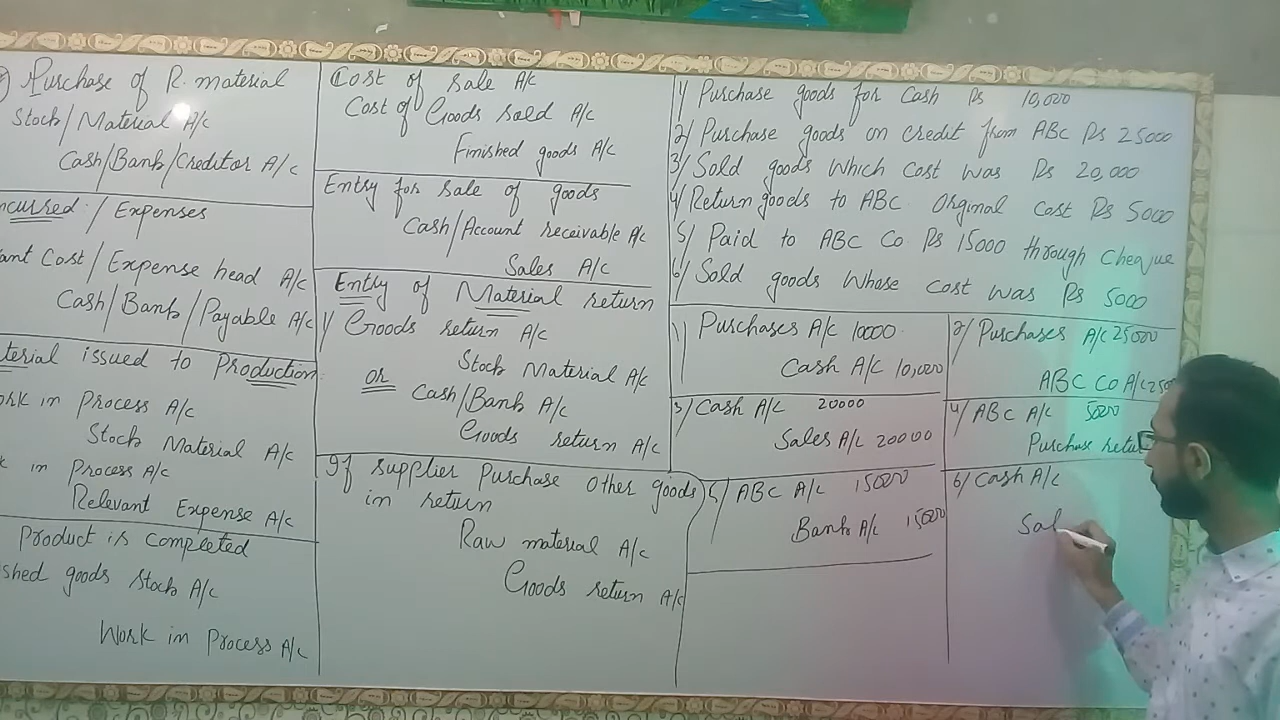 Purchase of R. material
Stock/Material A/c
Cash/Bank/Creditor A/c
ncurred / Expenses
ant Cost/Expense head A/c
Cash/Bank/Payable A/c
terial issued to Production
ork in Process A/c
Stock Material A/c
in Process A/c
Relevant Expense A/c
Product is Completed
shed goods stock A/c
Work in Process A/c
Cost of sale A/c
Cost of Goods sold A/c
Finished goods A/c
Entry for sale of goods
Cash/Account receivable A/c
Sales A/c
Entry of Material return
1/ Goods return A/c
Stock Material A/c
or
Cash/Bank A/c
Goods return A/c
If supplier purchase other goods
in return
Raw material A/c
Goods return A/c
1/ Purchase goods for Cash Rs 10,000
2/ Purchase goods on credit from ABC Rs 25000
3/ Sold goods Which Cost was Rs 20,000
4/ Return goods to ABC Orginal Cost Rs 5000
5/ Paid to ABC Co Rs 15000 through Cheque
6/ Sold goods Whose cost was Rs 5000
1/ Purchases A/c 10000
Cash A/c 10,000
2/ Purchases A/c 25000
ABC Co A/c 250
3/ Cash A/c 20000
Sales A/c 20000
4/ ABC A/c 5000
Purchase retu
5/ ABC A/c 15000
Bank A/c 15000
6/ Cash A/c
Sal